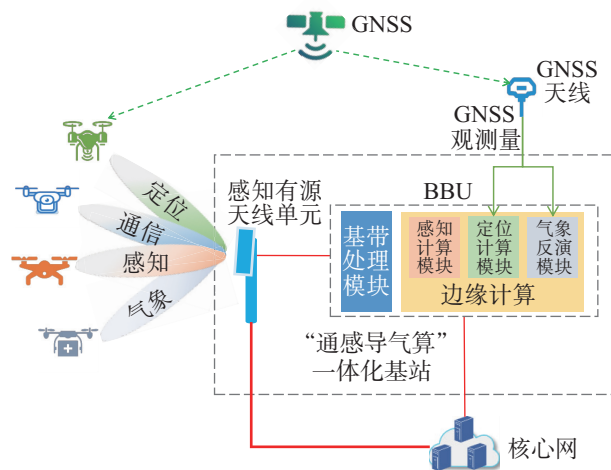 GNSS
GNSS
天线
GNSS
观测量
定位
通信
感知
气象
感知有源
天线单元
BBU
基带
处理
模块
感知
计算
模块
定位
计算
模块
气象
反演
模块
边缘计算
“通感导气算”
一体化基站
核心网